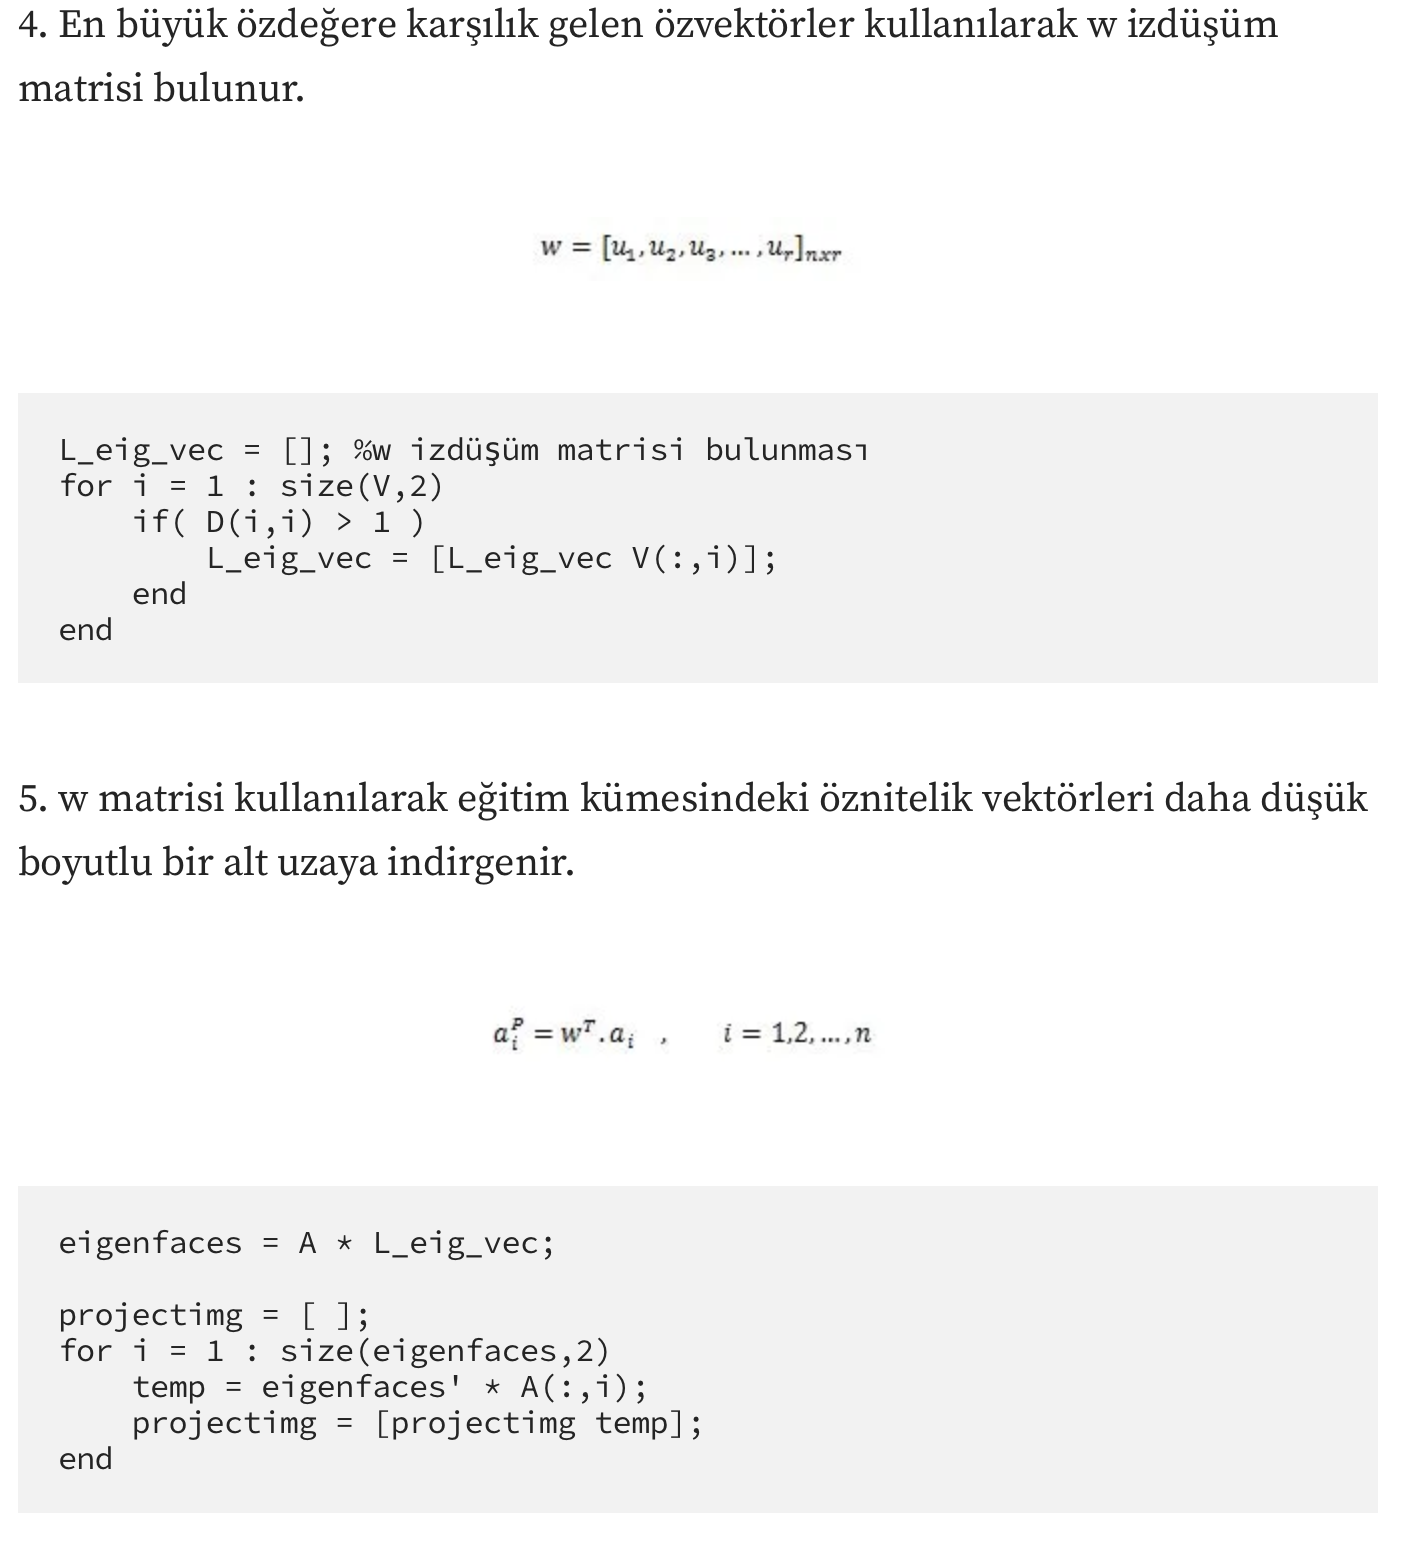 4. En büyük özdeğere karşılık gelen özvektörler kullanılarak w izdüşüm
matrisi bulunur.
w = [u₁, u₂, u₃, … , uᵣ]ₙₓᵣ
L_eig_vec = []; %w izdüşüm matrisi bulunması
for i = 1 : size(V,2)
    if( D(i,i) > 1 )
        L_eig_vec = [L_eig_vec V(:,i)];
    end
end
5. w matrisi kullanılarak eğitim kümesindeki öznitelik vektörleri daha düşük
boyutlu bir alt uzaya indirgenir.
aᵢᴾ = wᵀ. aᵢ , i = 1,2, … , n
eigenfaces = A * L_eig_vec;
projectimg = [ ];
for i = 1 : size(eigenfaces,2)
    temp = eigenfaces' * A(:,i);
    projectimg = [projectimg temp];
end